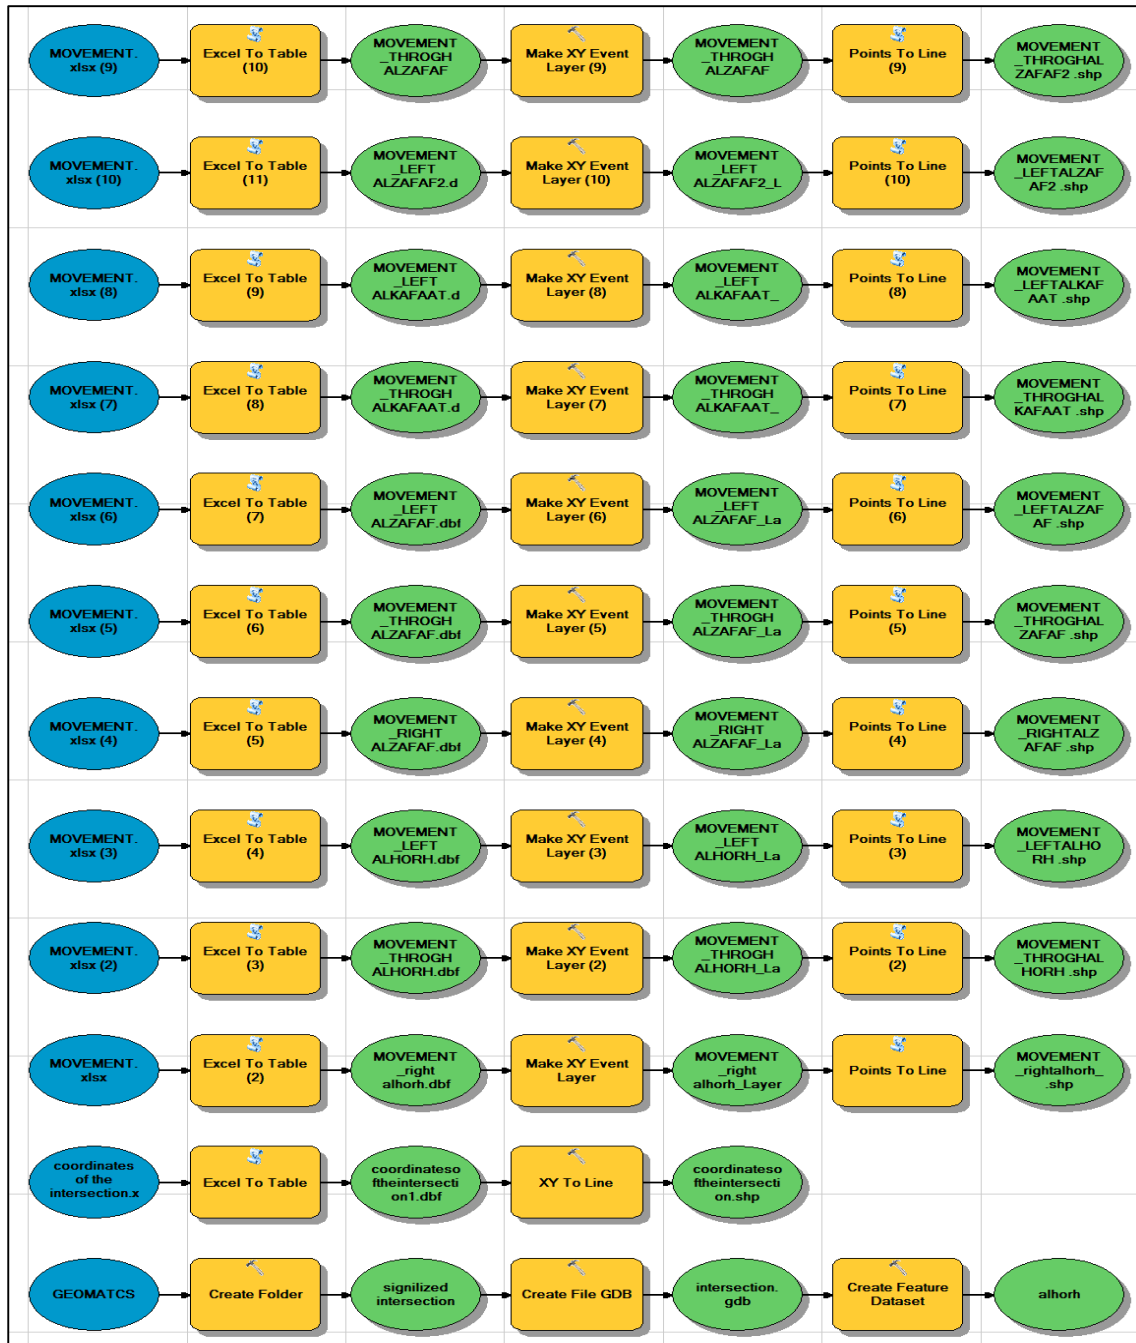 MOVEMENT.
xlsx (9)
Excel To Table
(10)
MOVEMENT
_THROGH
ALZAFAF
Make XY Event
Layer (9)
MOVEMENT
_THROGH
ALZAFAF
Points To Line
(9)
MOVEMENT
_THROGHAL
ZAFAF2 .shp
MOVEMENT.
xlsx (10)
Excel To Table
(11)
MOVEMENT
_LEFT
ALZAFAF2.d
Make XY Event
Layer (10)
MOVEMENT
_LEFT
ALZAFAF2_L
Points To Line
(10)
MOVEMENT
_LEFTALZAF
AF2 .shp
MOVEMENT.
xlsx (8)
Excel To Table
(9)
MOVEMENT
_LEFT
ALKAFAAT.d
Make XY Event
Layer (8)
MOVEMENT
_LEFT
ALKAFAAT_
Points To Line
(8)
MOVEMENT
_LEFTALKAF
AAT .shp
MOVEMENT.
xlsx (7)
Excel To Table
(8)
MOVEMENT
_THROGH
ALKAFAAT.d
Make XY Event
Layer (7)
MOVEMENT
_THROGH
ALKAFAAT_
Points To Line
(7)
MOVEMENT
_THROGHAL
KAFAAT .shp
MOVEMENT.
xlsx (6)
Excel To Table
(7)
MOVEMENT
_LEFT
ALZAFAF.dbf
Make XY Event
Layer (6)
MOVEMENT
_LEFT
ALZAFAF_La
Points To Line
(6)
MOVEMENT
_LEFTALZAF
AF .shp
MOVEMENT.
xlsx (5)
Excel To Table
(6)
MOVEMENT
_THROGH
ALZAFAF.dbf
Make XY Event
Layer (5)
MOVEMENT
_THROGH
ALZAFAF_La
Points To Line
(5)
MOVEMENT
_THROGHAL
ZAFAF .shp
MOVEMENT.
xlsx (4)
Excel To Table
(5)
MOVEMENT
_RIGHT
ALZAFAF.dbf
Make XY Event
Layer (4)
MOVEMENT
_RIGHT
ALZAFAF_La
Points To Line
(4)
MOVEMENT
_RIGHTALZ
AFAF .shp
MOVEMENT.
xlsx (3)
Excel To Table
(4)
MOVEMENT
_LEFT
ALHORH.dbf
Make XY Event
Layer (3)
MOVEMENT
_LEFT
ALHORH_La
Points To Line
(3)
MOVEMENT
_LEFTALHO
RH .shp
MOVEMENT.
xlsx (2)
Excel To Table
(3)
MOVEMENT
_THROGH
ALHORH.dbf
Make XY Event
Layer (2)
MOVEMENT
_THROGH
ALHORH_La
Points To Line
(2)
MOVEMENT
_THROGHAL
HORH .shp
MOVEMENT.
xlsx
Excel To Table
(2)
MOVEMENT
_right
alhorh.dbf
Make XY Event
Layer
MOVEMENT
_right
alhorh_Layer
Points To Line
MOVEMENT
_rightalhorh_
.shp
coordinates
of the
intersection.x
Excel To Table
coordinateso
ftheintersecti
on1.dbf
XY To Line
coordinateso
ftheintersecti
on.shp
GEOMATCS
Create Folder
signilized
intersection
Create File GDB
intersection.
gdb
Create Feature
Dataset
alhorh